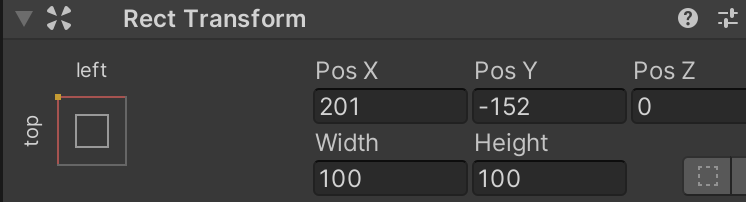 Rect Transform
left
top
Pos X Pos Y Pos Z
201 -152 0
Width Height
100 100